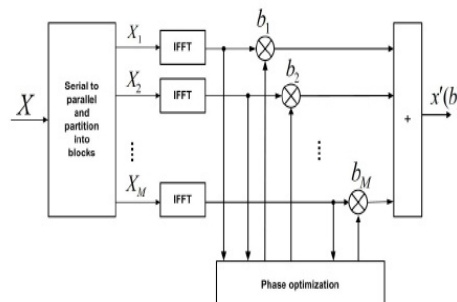 X
Serial to
parallel
and
partition
into
blocks
X1
X2
XM
IFFT
IFFT
IFFT
b1
b2
bM
+
x'(b
Phase optimization